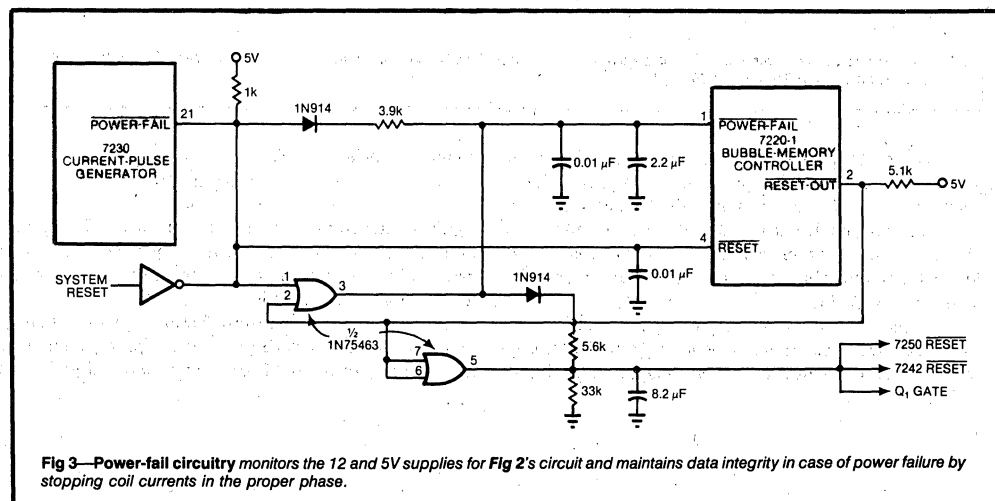 5V
1k
21
1N914
3.9k
POWER-FAIL
7230
CURRENT-PULSE
GENERATOR
0.01 µF
2.2 µF
1
POWER-FAIL
7220-1
BUBBLE-MEMORY
CONTROLLER
RESET-OUT
2
5.1k
5V
4
RESET
0.01 µF
SYSTEM
RESET
1
2
3
1N914
½
1N75463
7
6
5
5.6k
33k
8.2 µF
7250 RESET
7242 RESET
Q1 GATE
Fig 3—Power-fail circuitry monitors the 12 and 5V supplies for Fig 2's circuit and maintains data integrity in case of power failure by
stopping coil currents in the proper phase.